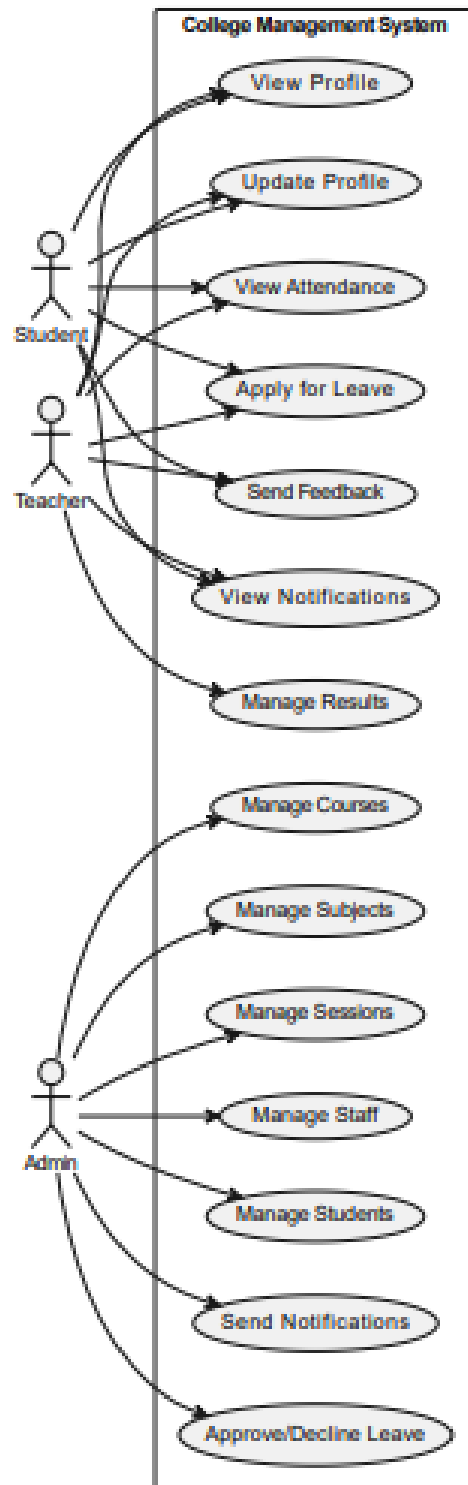 College Management System
View Profile
Update Profile
View Attendance
Student
Apply for Leave
Send Feedback
Teacher
View Notifications
Manage Results
Manage Courses
Manage Subjects
Manage Sessions
Manage Staff
Admin
Manage Students
Send Notifications
Approve/Decline Leave